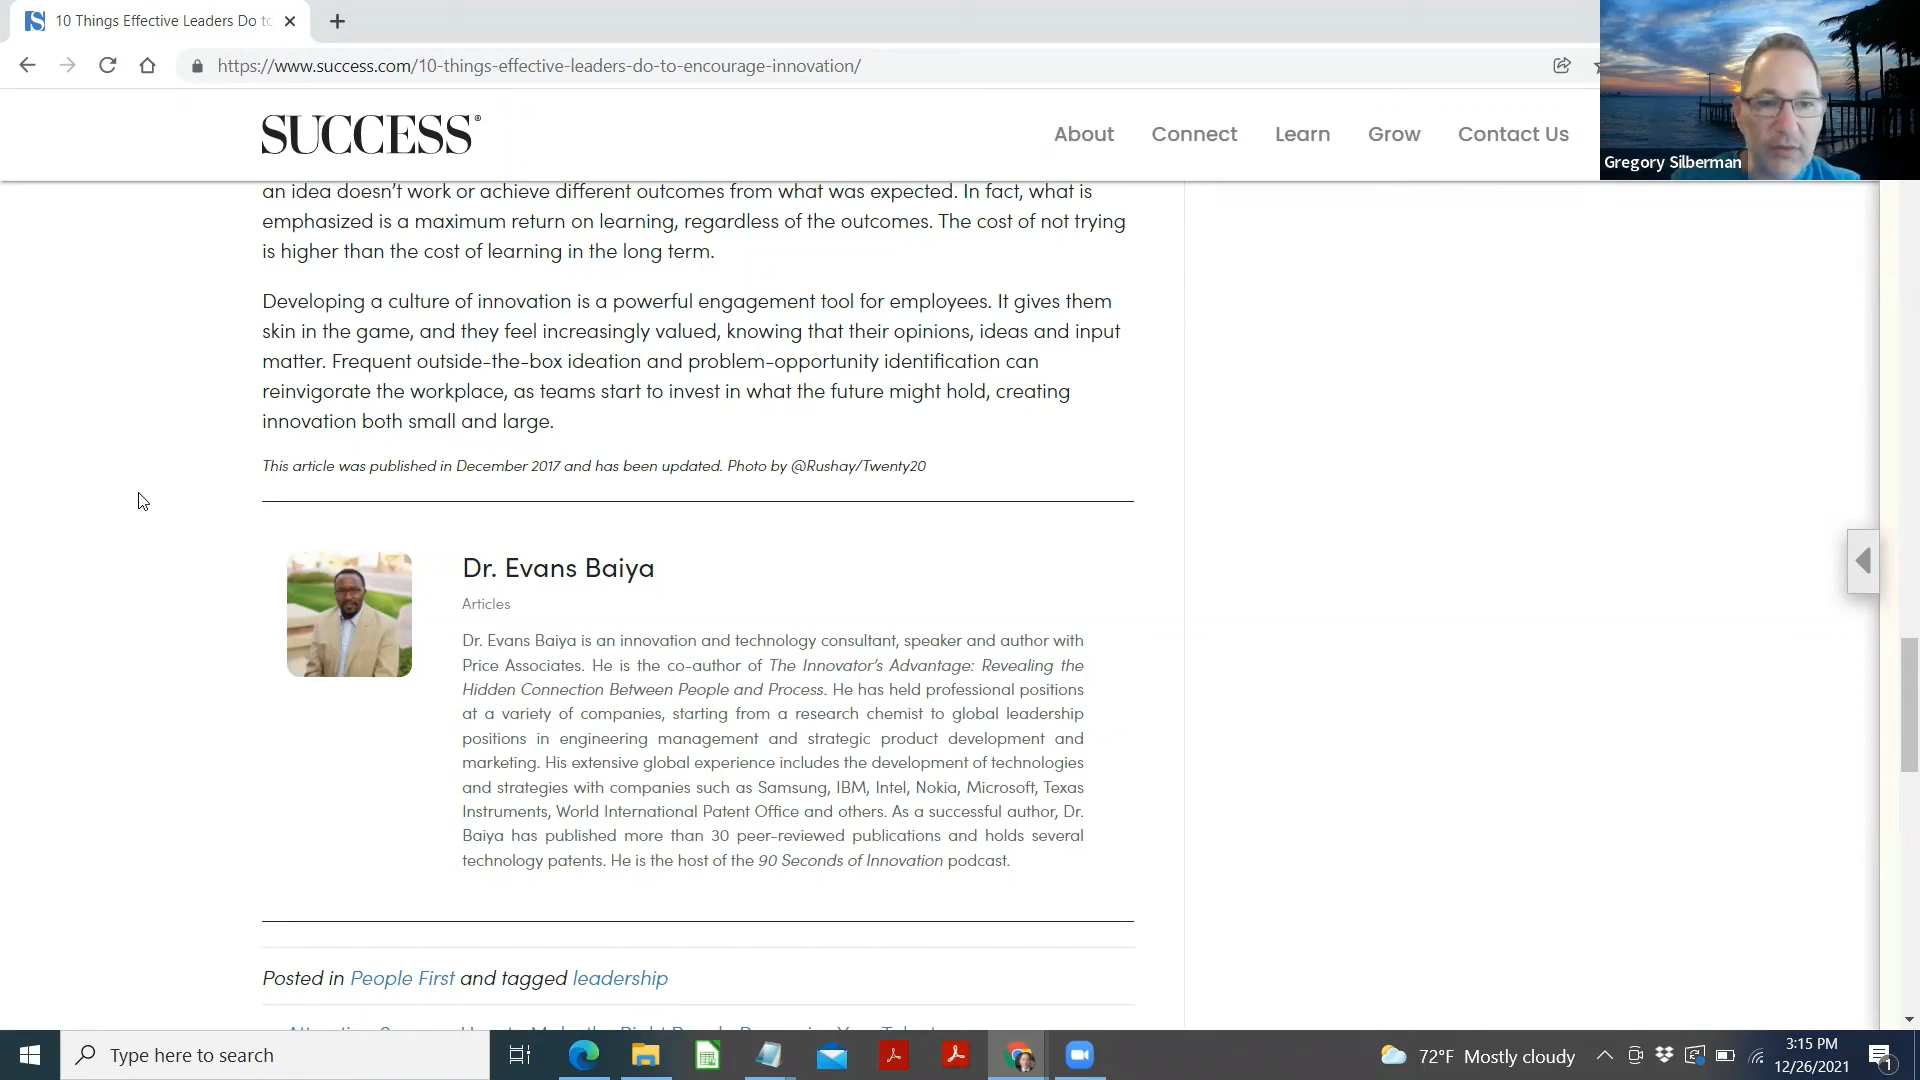 10 Things Effective Leaders Do to
https://www.success.com/10-things-effective-leaders-do-to-encourage-innovation/
SUCCESS®
About
Connect
Learn
Grow
Contact Us
Gregory Silberman
an idea doesn’t work or achieve different outcomes from what was expected. In fact, what is
emphasized is a maximum return on learning, regardless of the outcomes. The cost of not trying
is higher than the cost of learning in the long term.
Developing a culture of innovation is a powerful engagement tool for employees. It gives them
skin in the game, and they feel increasingly valued, knowing that their opinions, ideas and input
matter. Frequent outside-the-box ideation and problem-opportunity identification can
reinvigorate the workplace, as teams start to invest in what the future might hold, creating
innovation both small and large.
This article was published in December 2017 and has been updated. Photo by @Rushay/Twenty20
Dr. Evans Baiya
Articles
Dr. Evans Baiya is an innovation and technology consultant, speaker and author with
Price Associates. He is the co-author of The Innovator’s Advantage: Revealing the
Hidden Connection Between People and Process. He has held professional positions
at a variety of companies, starting from a research chemist to global leadership
positions in engineering management and strategic product development and
marketing. His extensive global experience includes the development of technologies
and strategies with companies such as Samsung, IBM, Intel, Nokia, Microsoft, Texas
Instruments, World International Patent Office and others. As a successful author, Dr.
Baiya has published more than 30 peer-reviewed publications and holds several
technology patents. He is the host of the 90 Seconds of Innovation podcast.
Posted in People First and tagged leadership
Type here to search
72°F Mostly cloudy
3:15 PM
12/26/2021
1